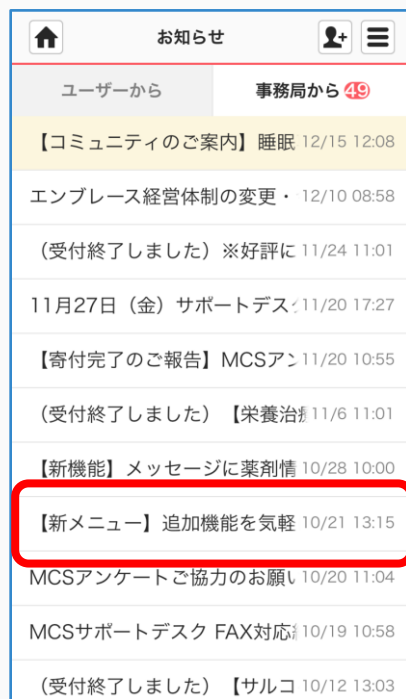 お知らせ
ユーザーから 事務局から 49
【コミュニティのご案内】睡眠 12/15 12:08
エンブレース経営体制の変更・ 12/10 08:58
（受付終了しました）※好評に 11/24 11:01
11月27日（金）サポートデス 11/20 17:27
【寄付完了のご報告】MCSア 11/20 10:55
（受付終了しました）【栄養治 11/6 11:01
【新機能】メッセージに薬剤情 10/28 10:00
【新メニュー】追加機能を気軽 10/21 13:15
MCSアンケートご協力のお願い 10/20 11:04
MCSサポートデスク FAX対応 10/19 10:58
（受付終了しました）【サルコ 10/12 13:03